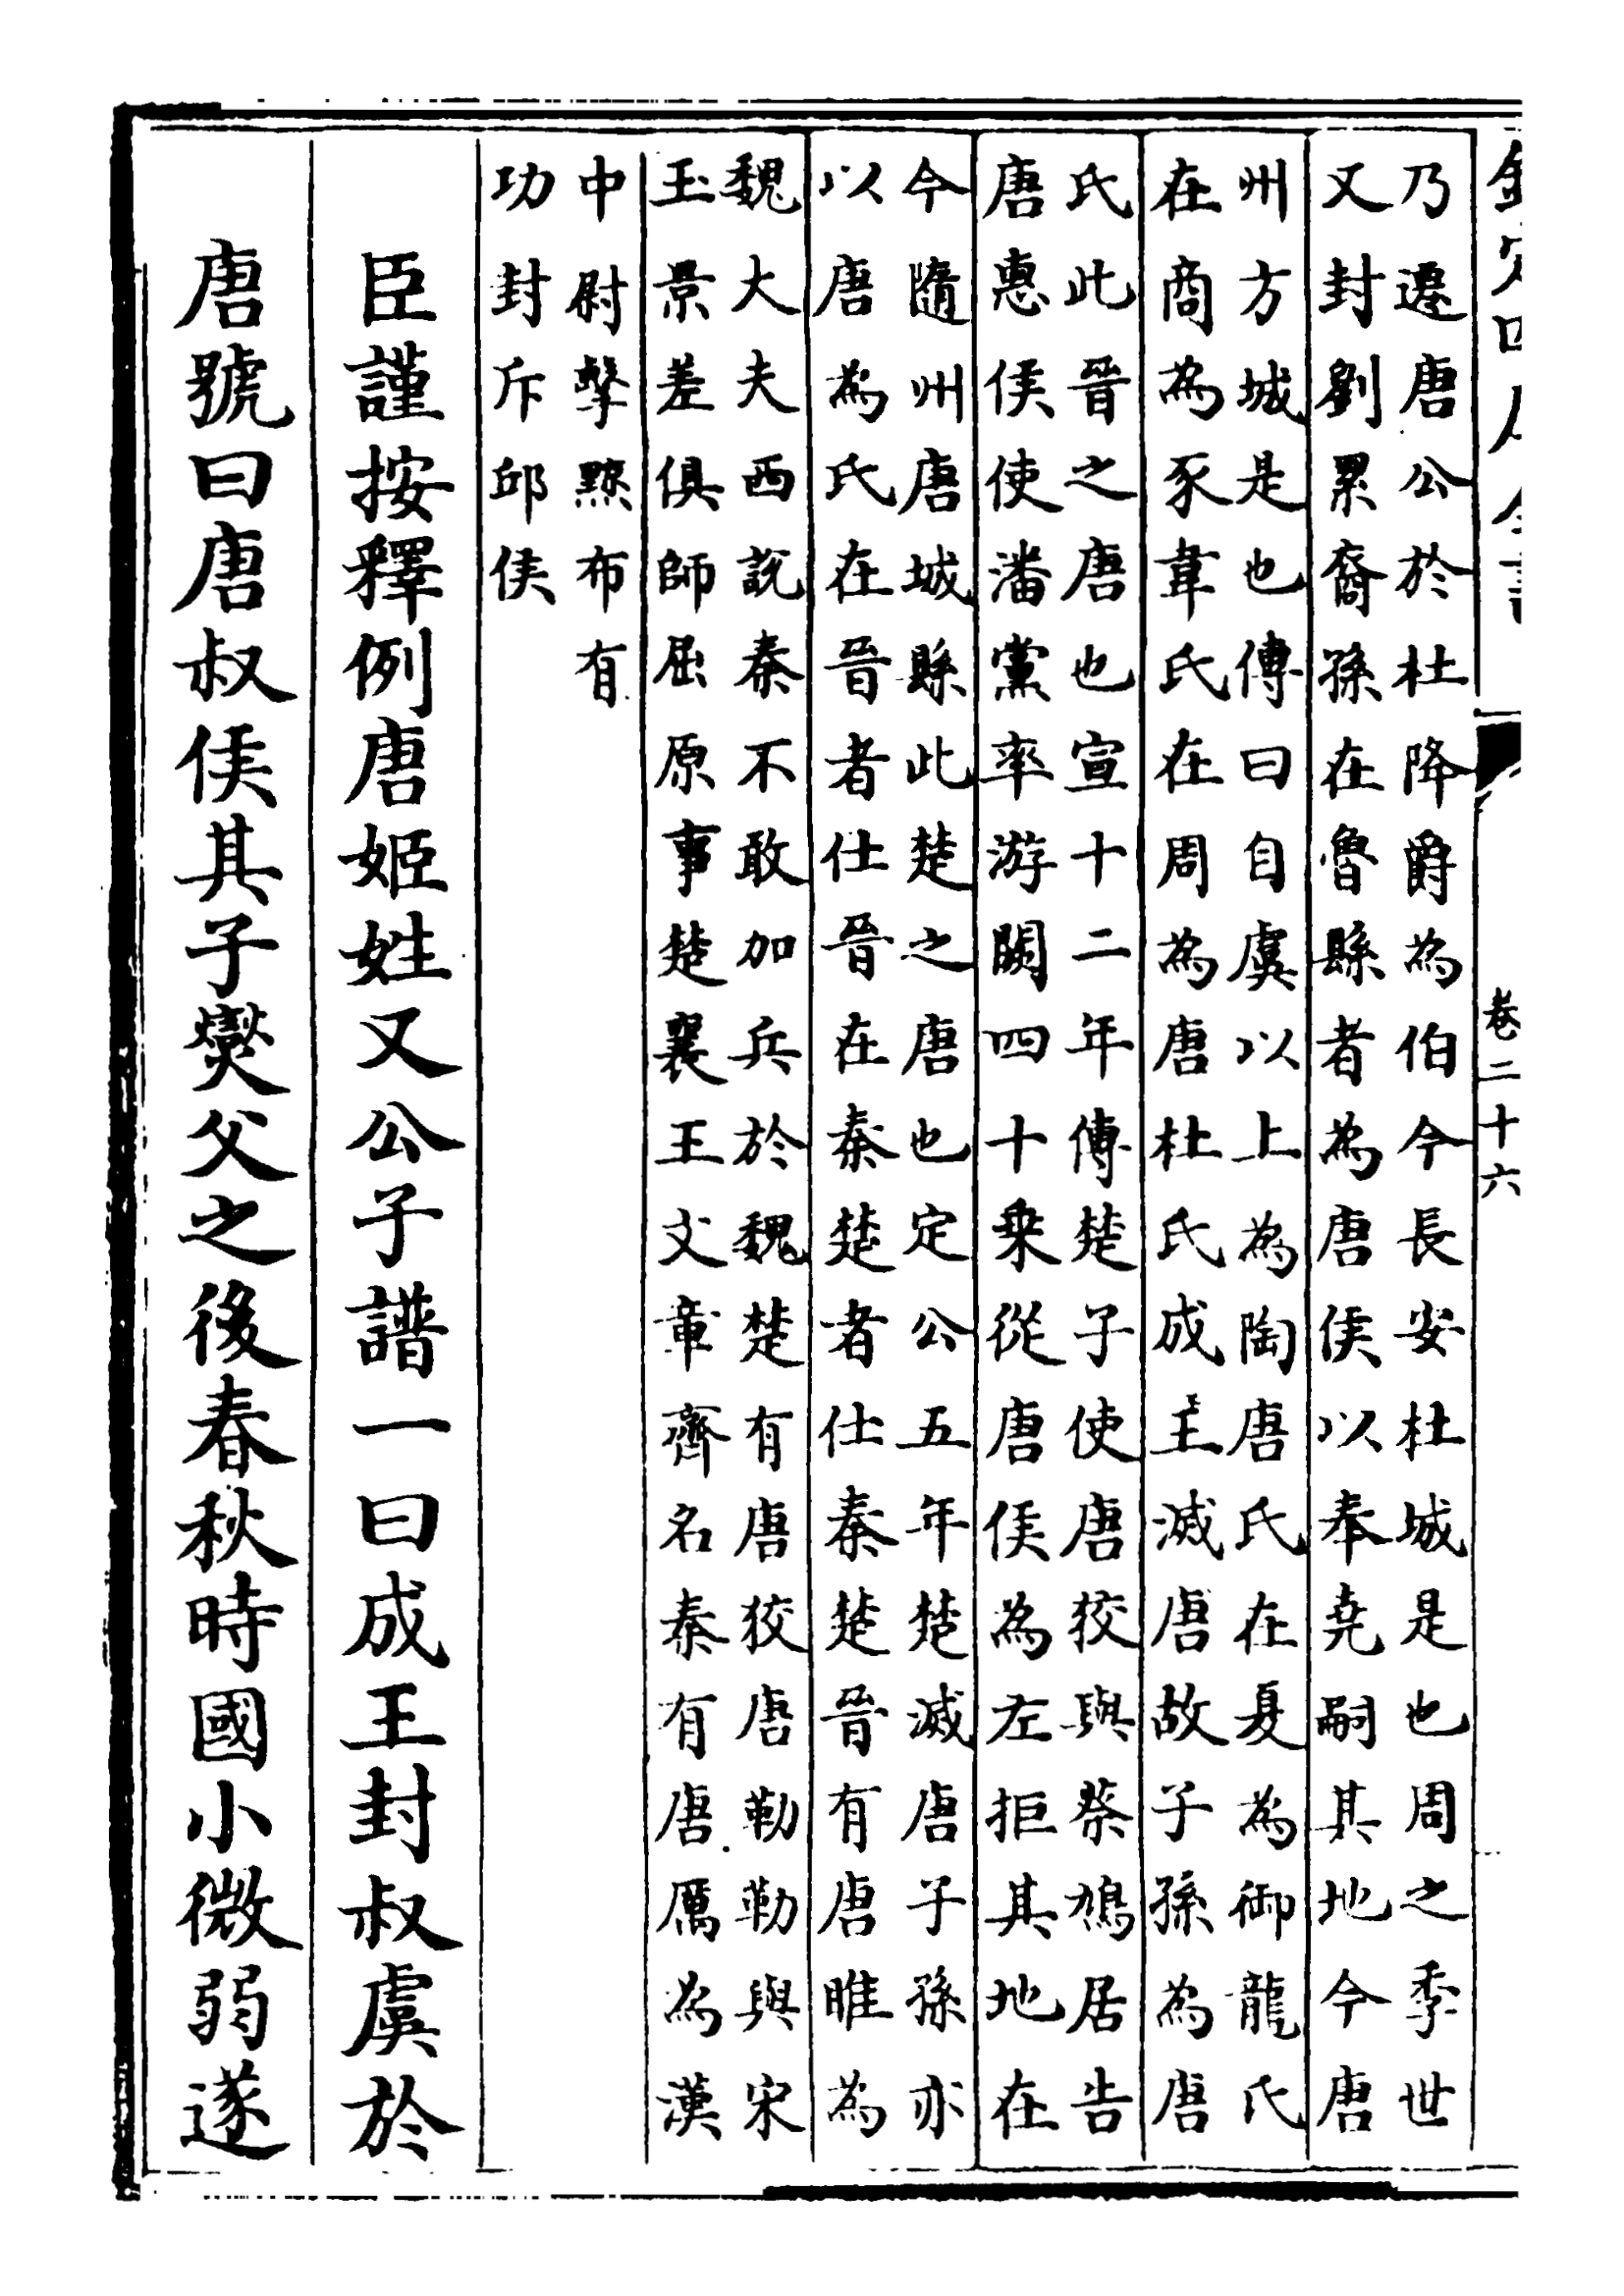 欽定四庫全書
卷二十六
乃遷唐公於杜降爵為伯今長安杜城是也周之季世
又封劉累裔孫在魯縣者為唐侯以奉堯嗣其地今唐
州方城是也傳曰自虞以上為陶唐氏在夏為御龍氏
在商為豕韋氏在周為唐杜氏成王滅唐故子孫為唐
氏此晉之唐也宣十二年傳楚子使唐狡與蔡鳩居告
唐惠侯使潘黨率游闕四十乗從唐侯為左拒其地在
今隨州唐城縣此楚之唐也定公五年楚滅唐子孫亦
以唐為氏在晉者仕晉在秦楚者仕秦楚晉有唐睢為
魏大夫西説秦不敢加兵於魏楚有唐狡唐勒勒與宋
玉景差俱師屈原事楚襄王文章齊名秦有唐厲為漢
中尉擊黥布有
功封斥邱侯
臣謹按釋例唐姬姓又公子譜一曰成王封叔虞於
唐號曰唐叔侯其子燮父之後春秋時國小微弱遂